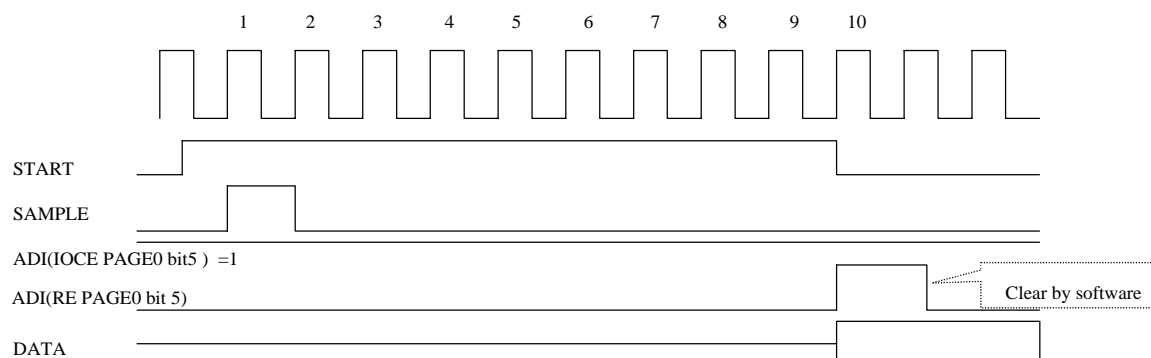 1 2 3 4 5 6 7 8 9 10
START
SAMPLE
ADI(IOCE PAGE0 bit5 ) =1
ADI(RE PAGE0 bit 5)
Clear by software
DATA